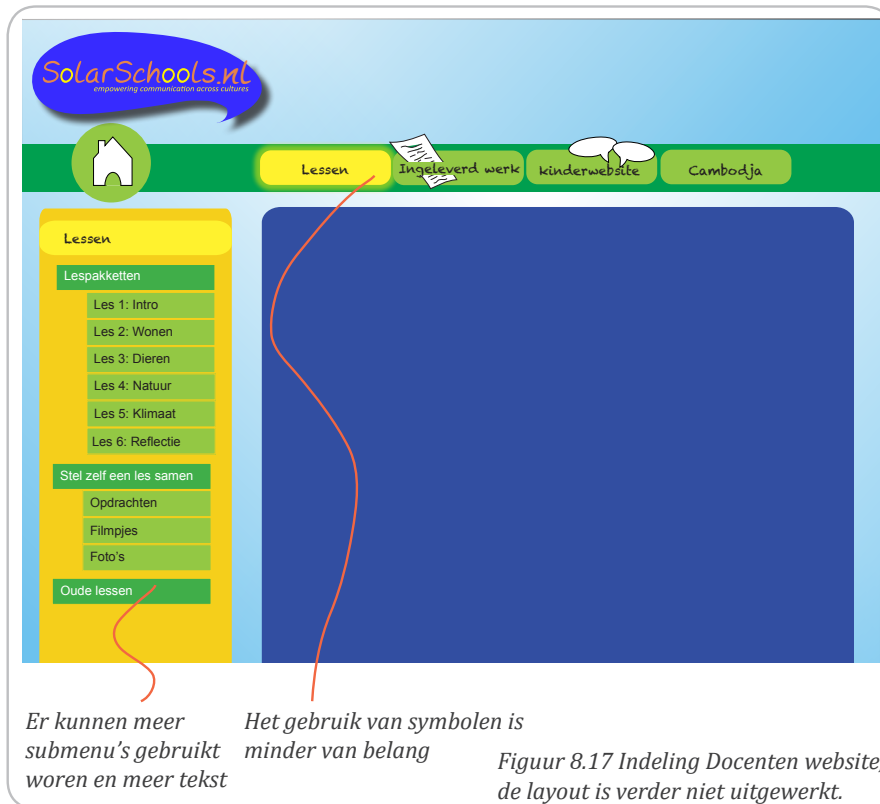 SolarSchools.nl
empowering communication across cultures
Lessen
Ingeleverd werk
kinderwebsite
Cambodja
Lessen
Lespakketten
Les 1: Intro
Les 2: Wonen
Les 3: Dieren
Les 4: Natuur
Les 5: Klimaat
Les 6: Reflectie
Stel zelf een les samen
Opdrachten
Filmpjes
Foto's
Oude lessen
Er kunnen meer
submenu's gebruikt
woren en meer tekst
Het gebruik van symbolen is
minder van belang
Figuur 8.17 Indeling Docenten website,
de layout is verder niet uitgewerkt.